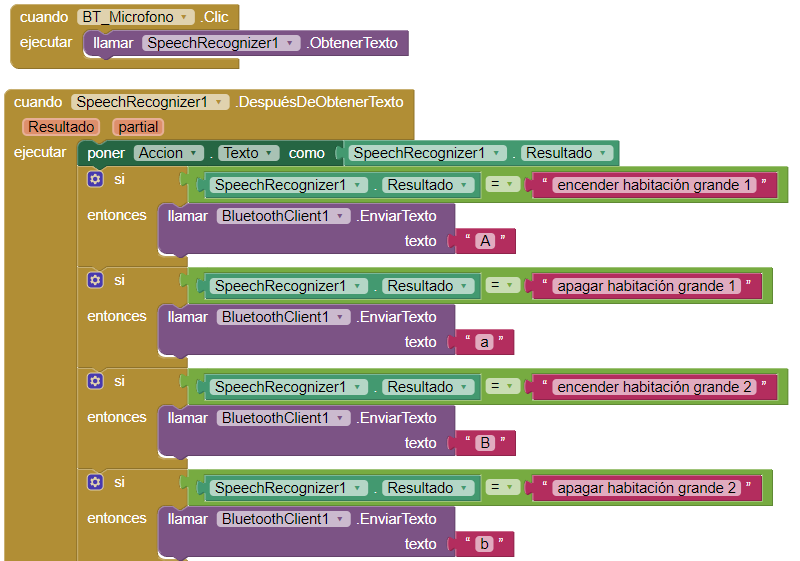 cuando BT_Microfono .Clic
ejecutar llamar SpeechRecognizer1 .ObtenerTexto
cuando SpeechRecognizer1 .DespuésDeObtenerTexto
Resultado partial
ejecutar poner Accion . Texto como SpeechRecognizer1 . Resultado
si SpeechRecognizer1 . Resultado = “ encender habitación grande 1 ”
entonces llamar BluetoothClient1 .EnviarTexto
texto “ A ”
si SpeechRecognizer1 . Resultado = “ apagar habitación grande 1 ”
entonces llamar BluetoothClient1 .EnviarTexto
texto “ a ”
si SpeechRecognizer1 . Resultado = “ encender habitación grande 2 ”
entonces llamar BluetoothClient1 .EnviarTexto
texto “ B ”
si SpeechRecognizer1 . Resultado = “ apagar habitación grande 2 ”
entonces llamar BluetoothClient1 .EnviarTexto
texto “ b ”